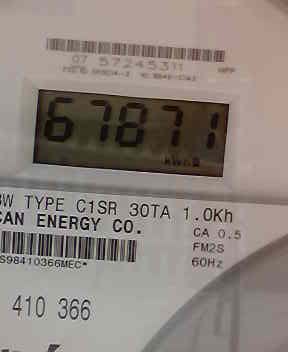 07 57245311
67871
kWh
W TYPE C1SR 30TA 1.0Kh
CAN ENERGY CO.
CA 0.5
FM2S
60Hz
S98410366MEC*
410 366